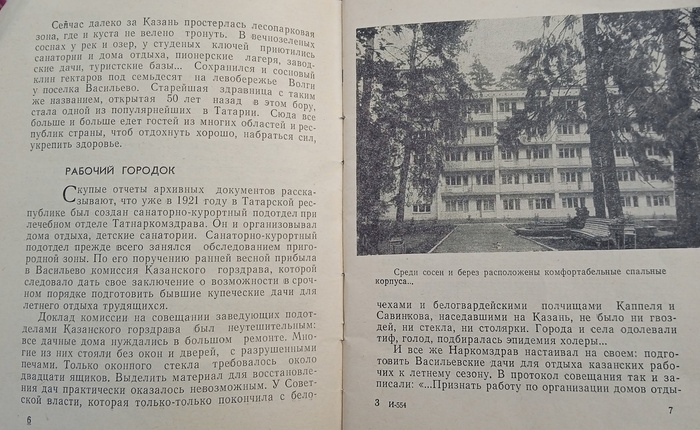 Сейчас далеко за Казань простерлась лесопарковая
зона, где и куста не велено тронуть. В вечнозеленых
соснах у рек и озер, у студеных ключей приютились
санатории и дома отдыха, пионерские лагеря, завод-
ские дачи, туристские базы... Сохранился и сосновый
клин гектаров под семьдесят на левобережье Волги
у поселка Васильево. Старейшая здравница с таким
же названием, открытая 50 лет назад в этом бору,
стала одной из популярнейших в Татарии. Сюда все
больше и больше едет гостей из многих областей и рес-
публик страны, чтоб отдохнуть хорошо, набраться сил,
укрепить здоровье.
РАБОЧИЙ ГОРОДОК
Скупые отчеты архивных документов расска-
зывают, что уже в 1921 году в Татарской рес-
публике был создан санаторно-курортный подотдел при
лечебном отделе Татнаркомздрава. Он и организовывал
дома отдыха, детские санатории. Санаторно-курортный
подотдел прежде всего занялся обследованием приго-
родной зоны. По его поручению ранней весной прибыла
в Васильево комиссия Казанского горздрава, которой
следовало дать свое заключение о возможности в сроч-
ном порядке подготовить бывшие купеческие дачи для
летнего отдыха трудящихся.
Доклад комиссии на совещании заведующих подот-
делами Казанского горздрава был неутешительным:
все дачные дома нуждались в большом ремонте. Мно-
гие из них стояли без окон и дверей, с разрушенными
печами. Только оконного стекла требовалось около
двадцати ящиков. Выделить материал для восстановле-
ния дач практически оказалось невозможным. У Совет-
ской власти, которая только-только покончила с бело-
6
Среди сосен и берез расположены комфортабельные спальные
корпуса...
чехами и белогвардейскими полчищами Каппеля и
Савинкова, наседавшими на Казань, не было ни гвоз-
дей, ни стекла, ни столярки. Города и села одолевали
тиф, голод, подбиралась эпидемия холеры...
И все же Наркомздрав настаивал на своем: подго-
товить Васильевские дачи для отдыха казанских рабо-
чих к летнему сезону. В протокол совещания так и за-
писали: «...Признать работу по организации домов отды-
3 И-554
7